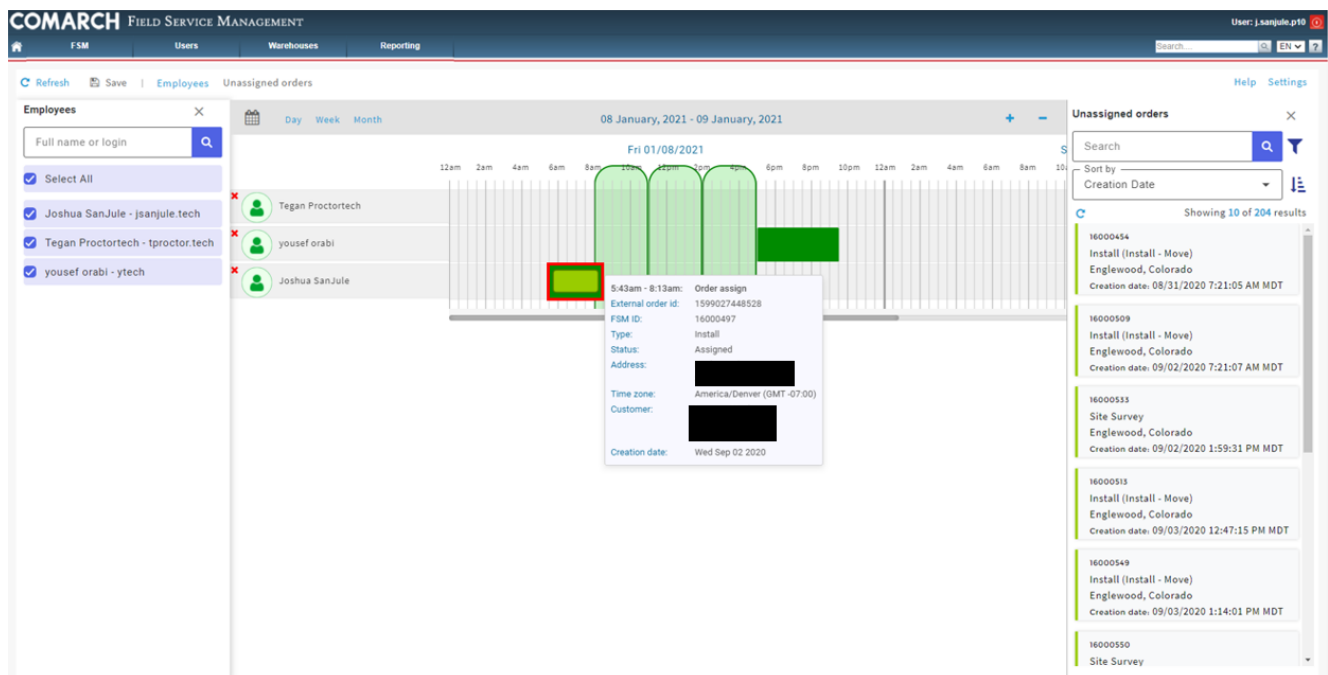 COMARCH FIELD SERVICE MANAGEMENT
User: j.sanjule.p10
FSM Users Warehouses Reporting
Search... EN ?
Refresh Save | Employees Unassigned orders
Help Settings
Employees
Full name or login
Select All
Joshua SanJule - jsanjule.tech
Tegan Proctortech - tproctor.tech
yousef orabi - ytech
Day Week Month
08 January, 2021 - 09 January, 2021
+ -
Fri 01/08/2021
S
12am 2am 4am 6am 8am 10am 12pm 2pm 4pm 6pm 8pm 10pm 12am 2am 4am 6am 8am 10
Tegan Proctortech
yousef orabi
Joshua SanJule
5:43am - 8:13am: Order assign
External order id: 1599027448528
FSM ID: 16000497
Type: Install
Status: Assigned
Address:
Time zone: America/Denver (GMT -07:00)
Customer:
Creation date: Wed Sep 02 2020
Unassigned orders
Search
Sort by
Creation Date
Showing 10 of 204 results
16000454
Install (Install - Move)
Englewood, Colorado
Creation date: 08/31/2020 7:21:05 AM MDT
16000509
Install (Install - Move)
Englewood, Colorado
Creation date: 09/02/2020 7:21:07 AM MDT
16000533
Site Survey
Englewood, Colorado
Creation date: 09/02/2020 1:59:31 PM MDT
16000513
Install (Install - Move)
Englewood, Colorado
Creation date: 09/03/2020 12:47:15 PM MDT
16000549
Install (Install - Move)
Englewood, Colorado
Creation date: 09/03/2020 1:14:01 PM MDT
16000550
Site Survey